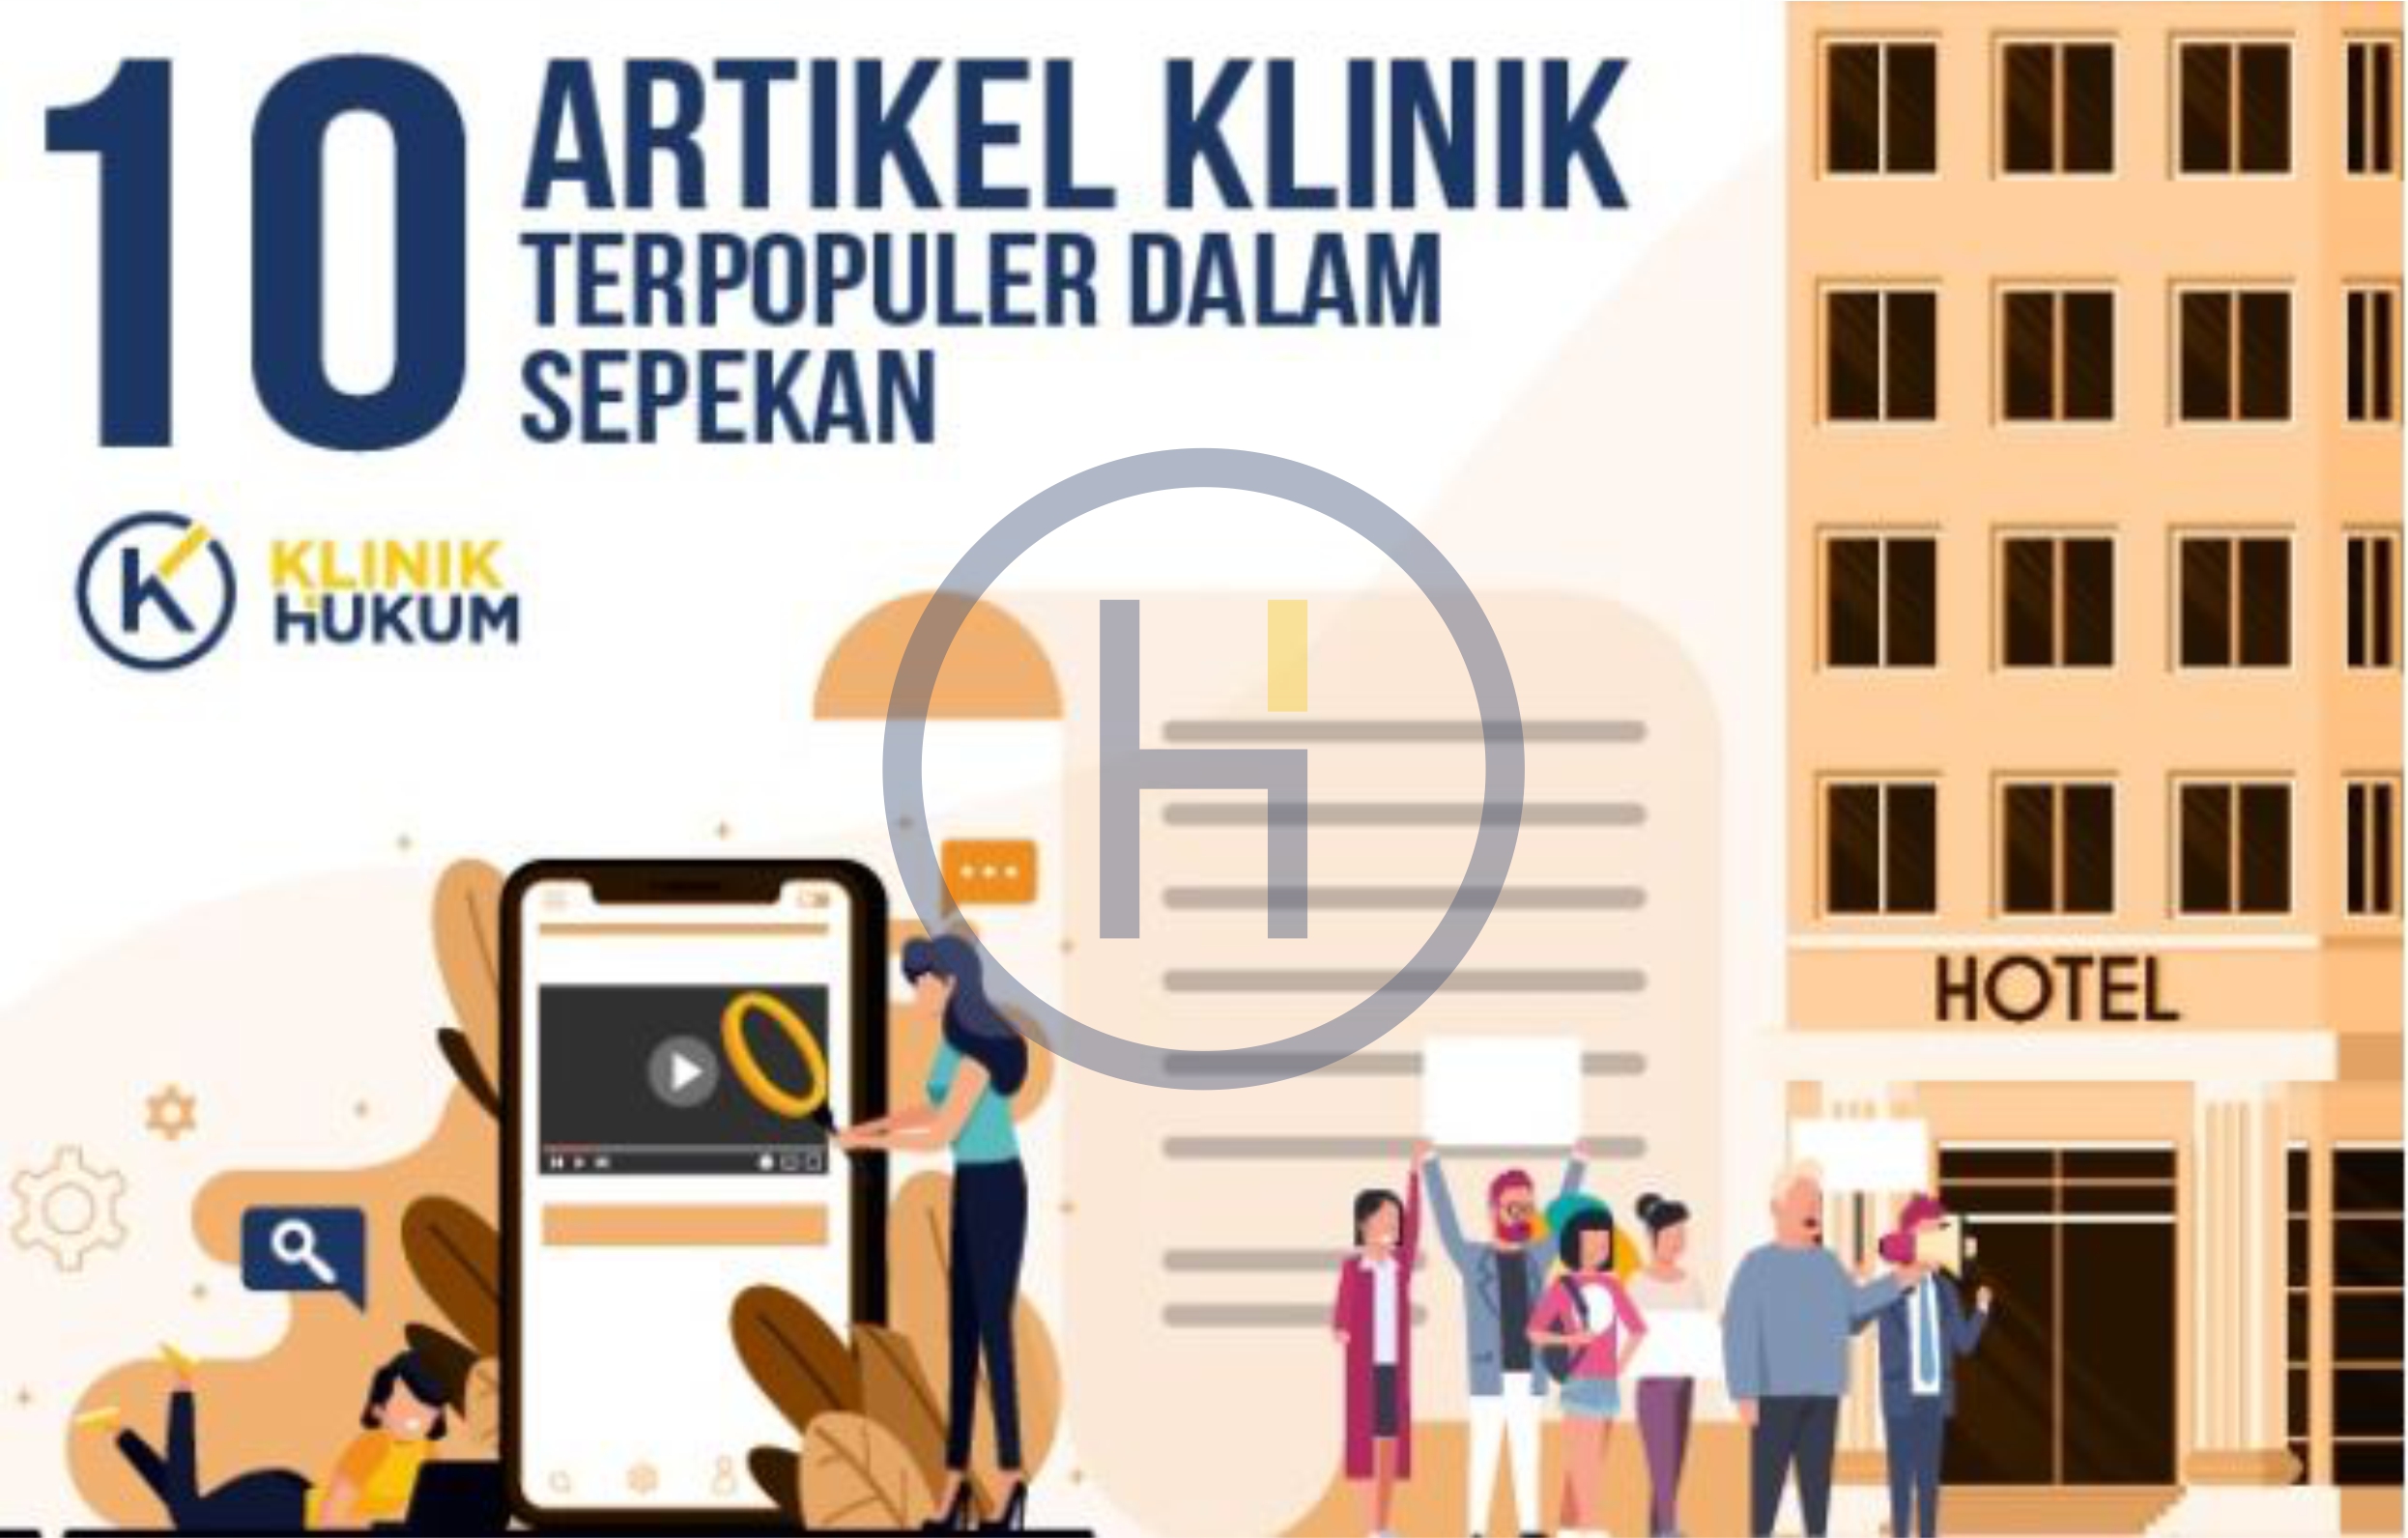 10 ARTIKEL KLINIK
TERPOPULER DALAM
SEPEKAN
KLINIK
HUKUM
HOTEL